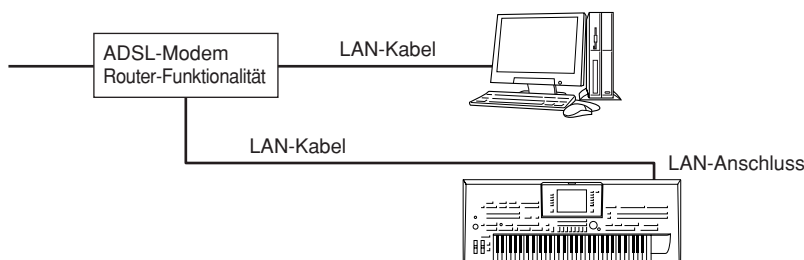 ADSL-Modem
Router-Funktionalität
LAN-Kabel
LAN-Kabel
LAN-Anschluss